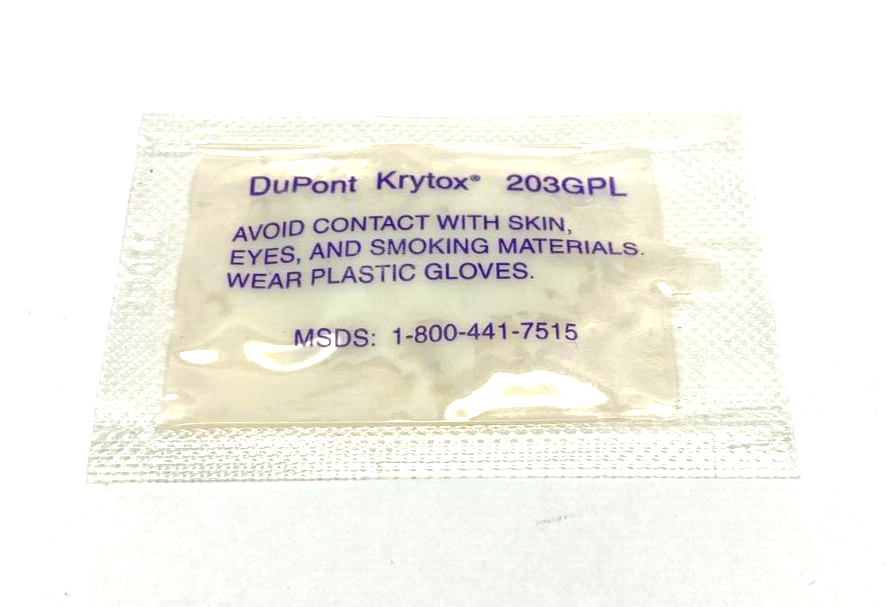 DuPont Krytox® 203GPL
AVOID CONTACT WITH SKIN,
EYES, AND SMOKING MATERIALS.
WEAR PLASTIC GLOVES.
MSDS: 1-800-441-7515